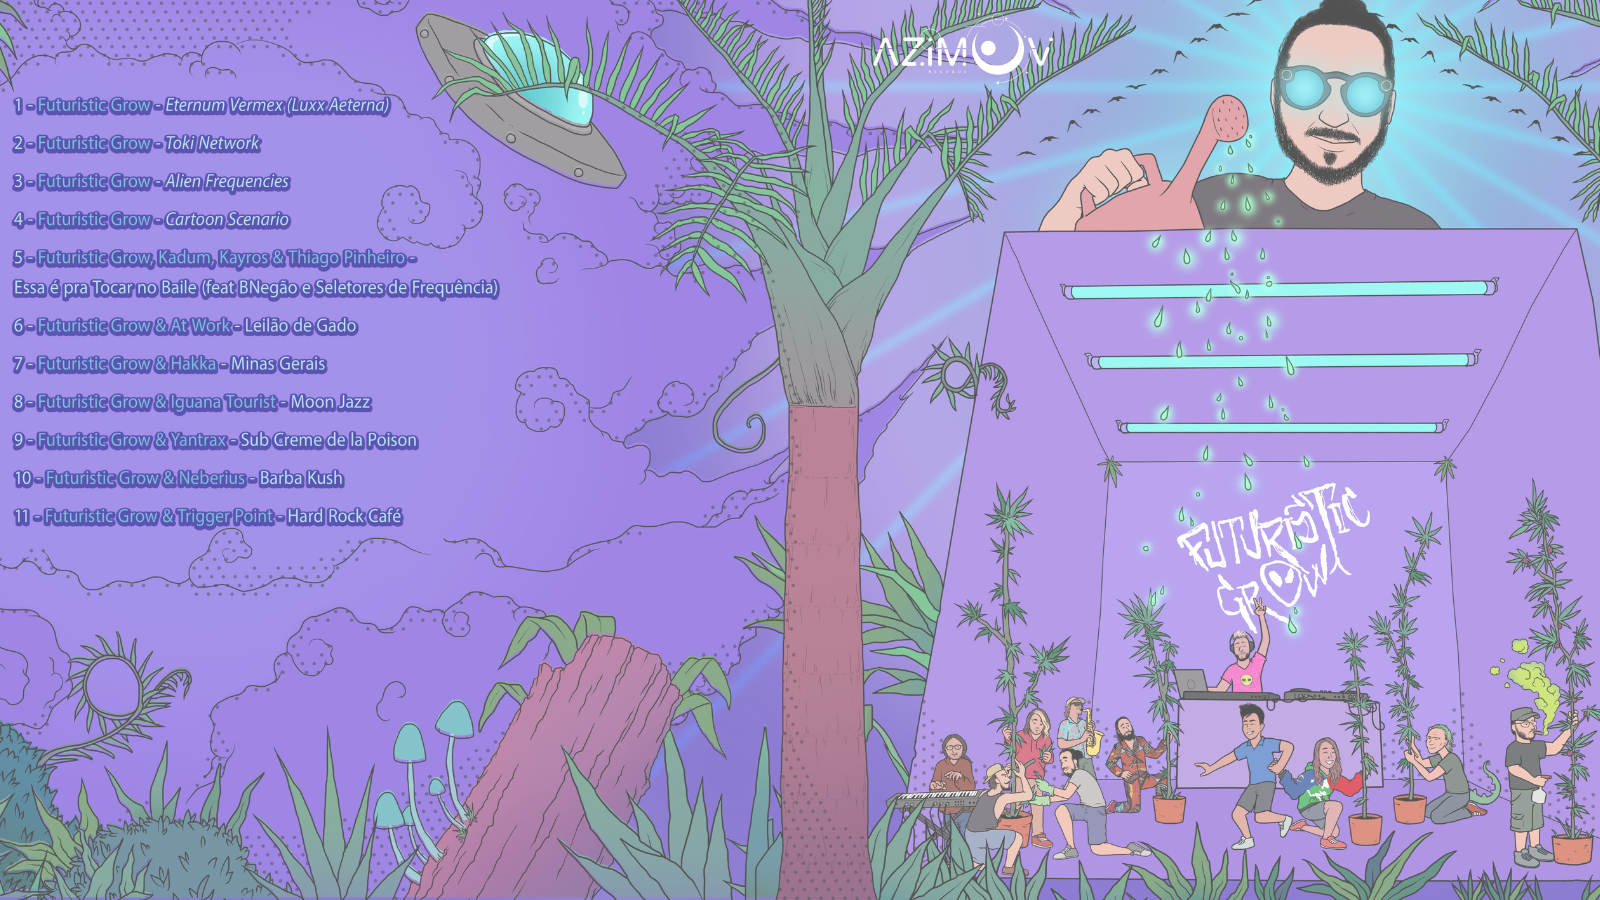 1 - Futuristic Grow - Eternum Vermex (Luxx Aeterna)
2 - Futuristic Grow - Toki Network
3 - Futuristic Grow - Alien Frequencies
4 - Futuristic Grow - Cartoon Scenario
5 - Futuristic Grow, Kadum, Kayros & Thiago Pinheiro -
Essa é pra Tocar no Baile (feat BNegão e Seletores de Frequência)
6 - Futuristic Grow & At Work - Leilão de Gado
7 - Futuristic Grow & Hakka - Minas Gerais
8 - Futuristic Grow & Iguana Tourist - Moon Jazz
9 - Futuristic Grow & Yantrax - Sub Creme de la Poison
10 - Futuristic Grow & Neberius - Barba Kush
11 - Futuristic Grow & Trigger Point - Hard Rock Café
AZ.IM.OV
RECORDS
FUTURISTIC
GROW